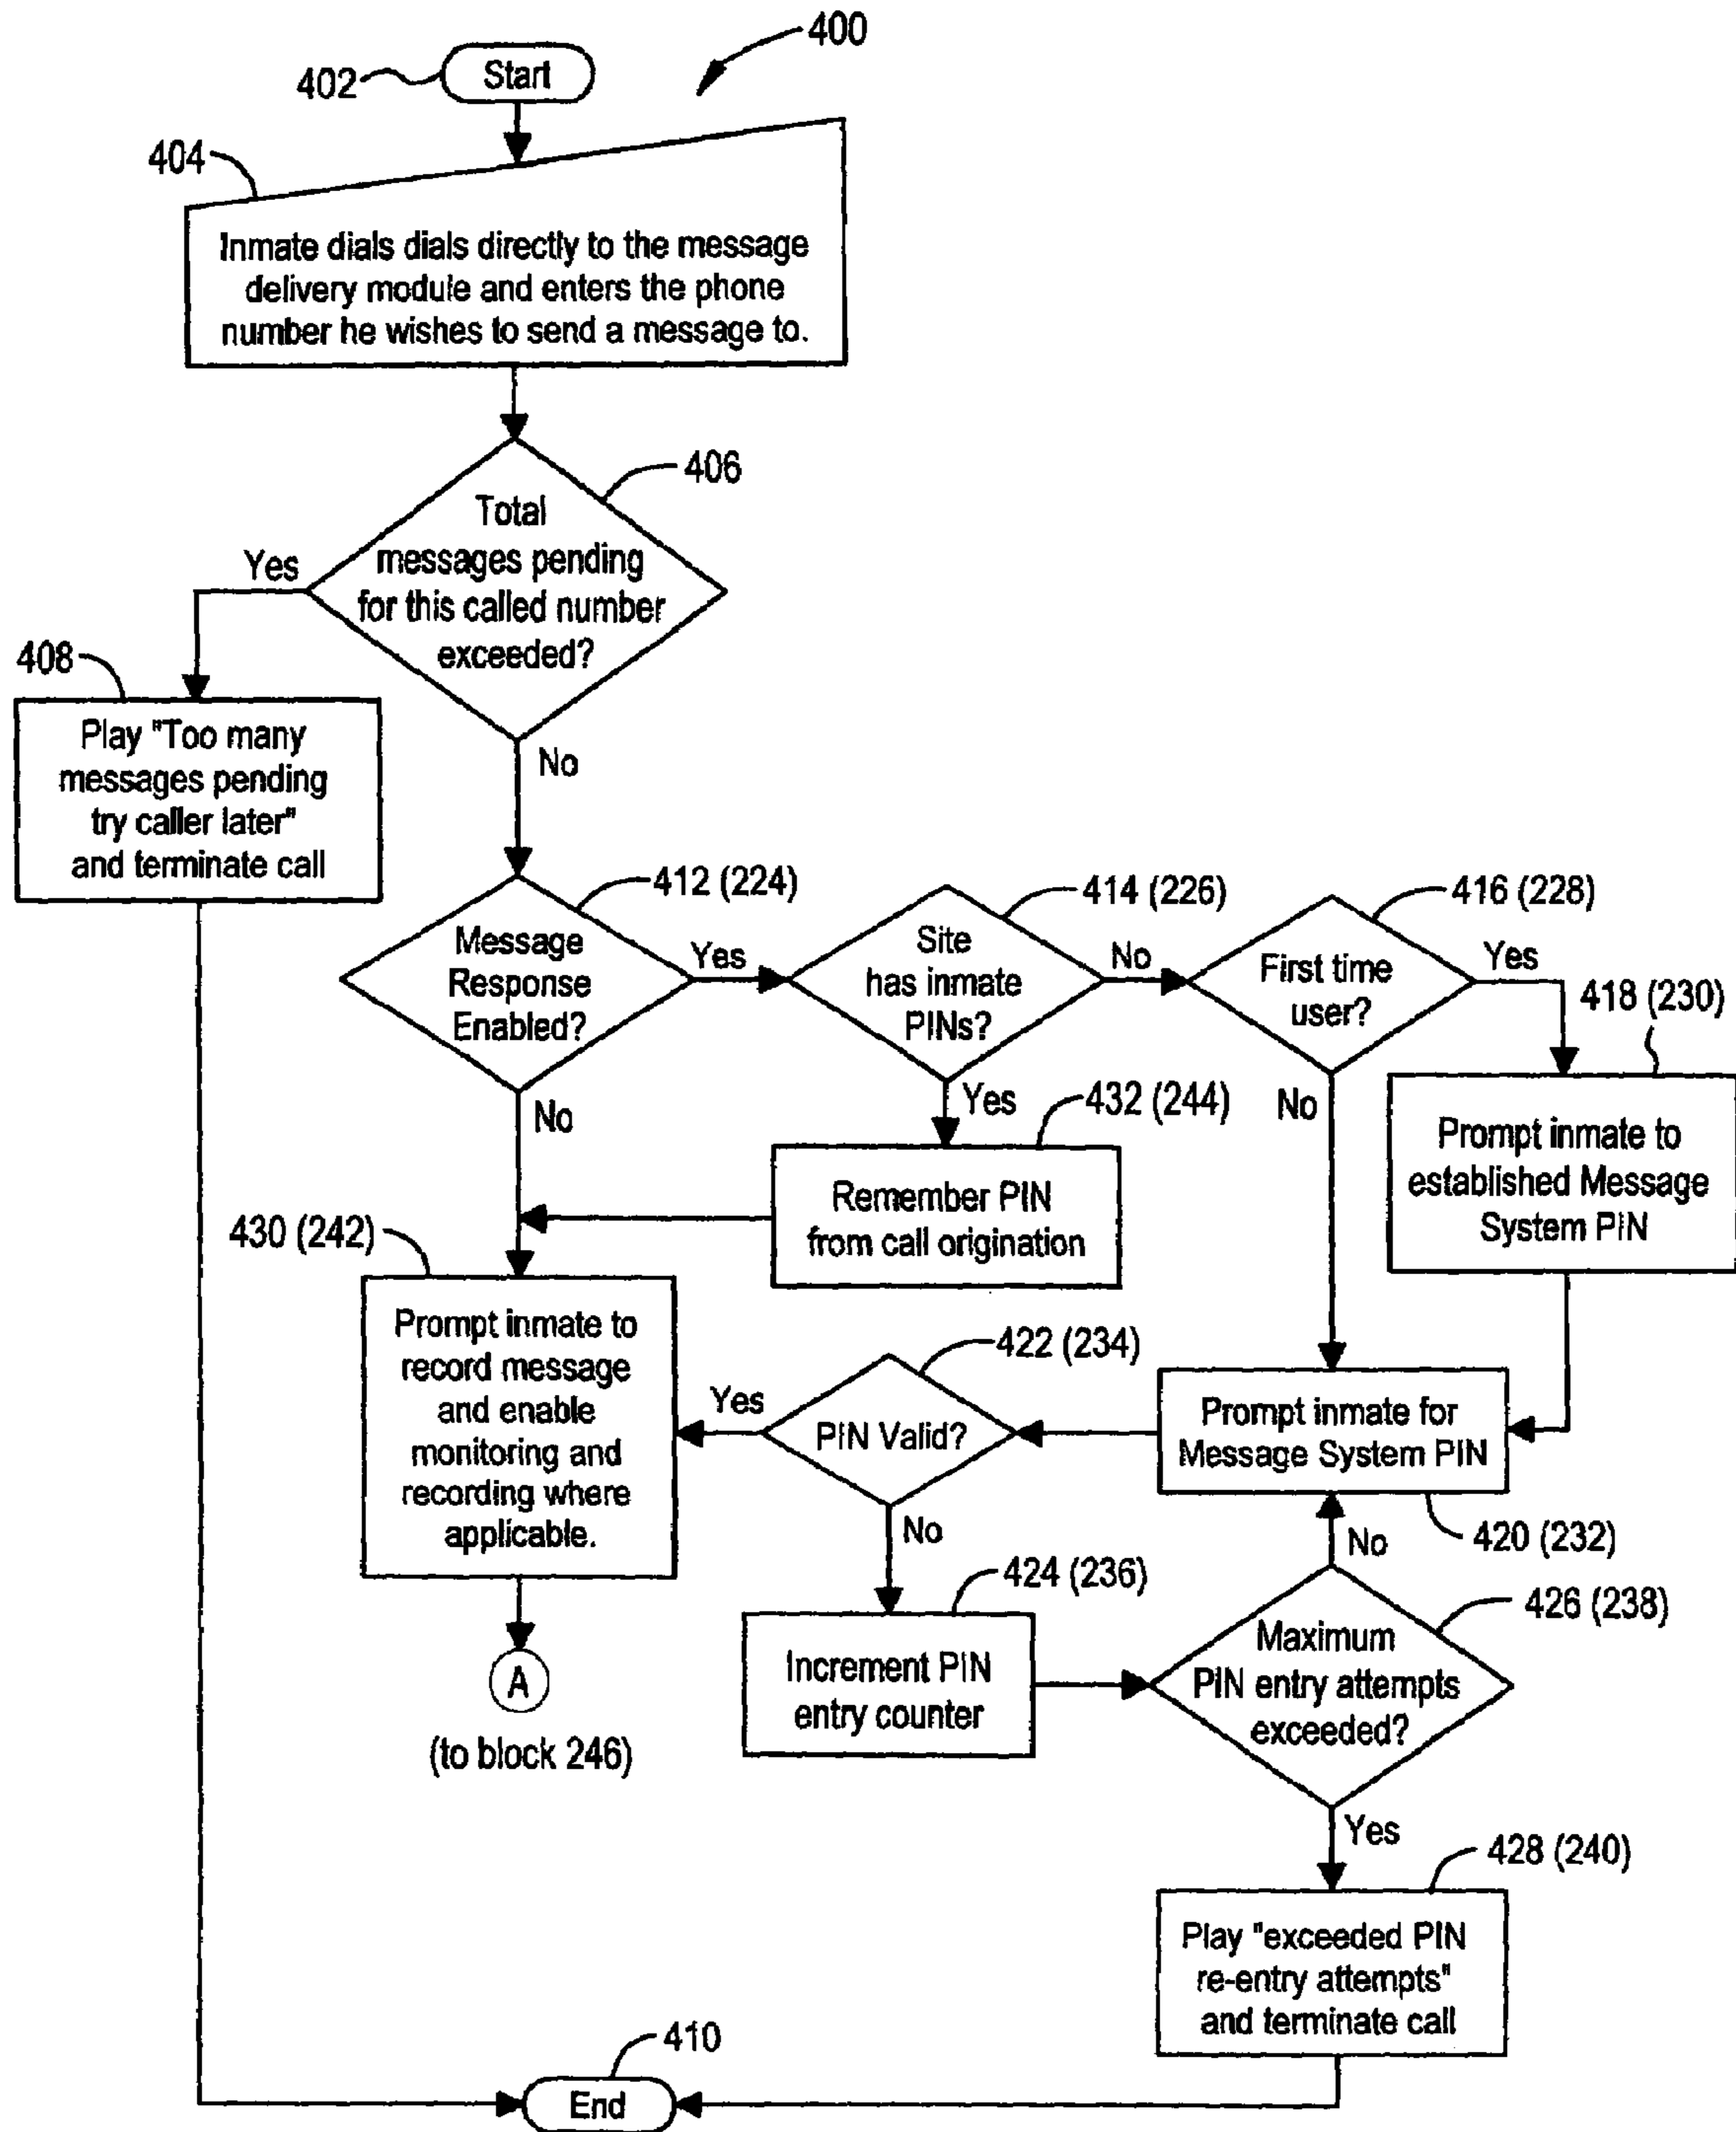 400
402
Start
404
Inmate dials dials directly to the message
delivery module and enters the phone
number he wishes to send a message to.
406
Total
messages pending
for this called number
exceeded?
Yes
No
408
Play "Too many
messages pending
try caller later"
and terminate call
412 (224)
Message
Response
Enabled?
Yes
No
414 (226)
Site
has inmate
PINs?
No
Yes
416 (228)
First time
user?
Yes
No
418 (230)
Prompt inmate to
established Message
System PIN
432 (244)
Remember PIN
from call origination
430 (242)
Prompt inmate to
record message
and enable
monitoring and
recording where
applicable.
422 (234)
PIN Valid?
Yes
No
Prompt inmate for
Message System PIN
420 (232)
No
424 (236)
Increment PIN
entry counter
426 (238)
Maximum
PIN entry attempts
exceeded?
Yes
A
(to block 246)
428 (240)
Play "exceeded PIN
re-entry attempts"
and terminate call
410
End